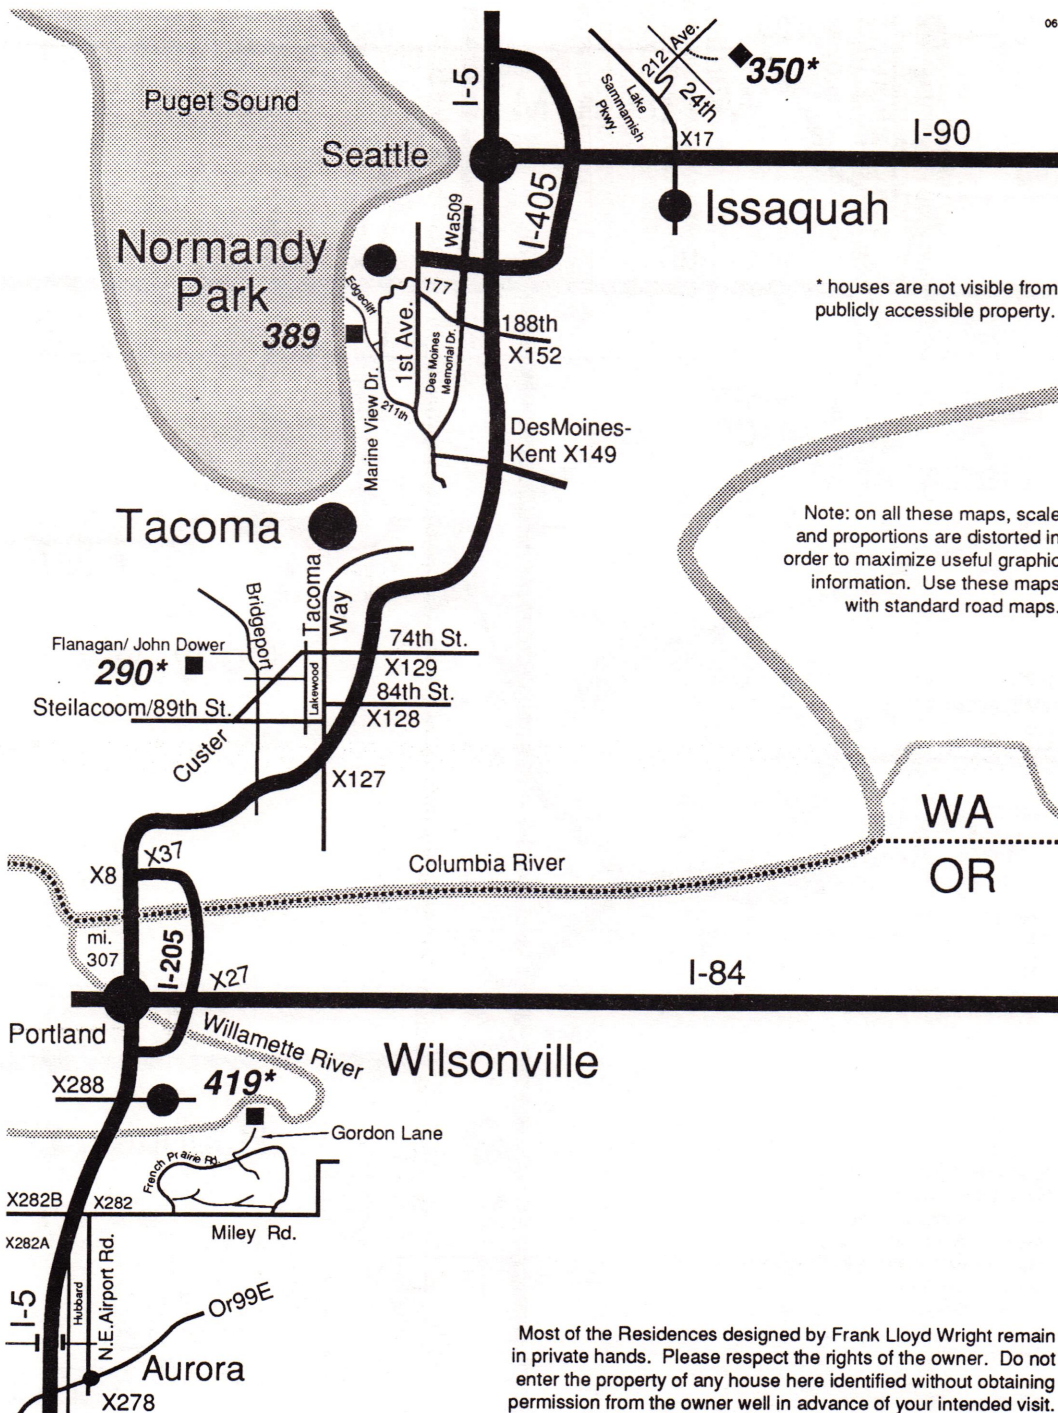 06
Puget Sound
I-5
212 Ave.
350*
24th
Lake
Sammamish
Pkwy.
X17
I-90
Seattle
Issaquah
I-405
Wa509
Normandy
Park
Edgecliff
177
* houses are not visible from
publicly accessible property.
389
1st Ave.
Des Moines
Memorial Dr.
188th
X152
Marine View Dr.
211th
DesMoines-
Kent X149
Tacoma
Note: on all these maps, scale
and proportions are distorted in
order to maximize useful graphic
information. Use these maps
with standard road maps.
Bridgeport
Tacoma
Way
Flanagan/ John Dower
290*
74th St.
X129
Lakewood
84th St.
Steilacoom/89th St.
X128
Custer
X127
WA
OR
X37
X8
Columbia River
mi.
307
I-205
X27
I-84
Portland
Willamette River
Wilsonville
X288
419*
Gordon Lane
French Prairie Rd.
X282B
X282
Miley Rd.
X282A
Hubbard
N.E.Airport Rd.
I-5
Or99E
Aurora
X278
Most of the Residences designed by Frank Lloyd Wright remain
in private hands. Please respect the rights of the owner. Do not
enter the property of any house here identified without obtaining
permission from the owner well in advance of your intended visit.